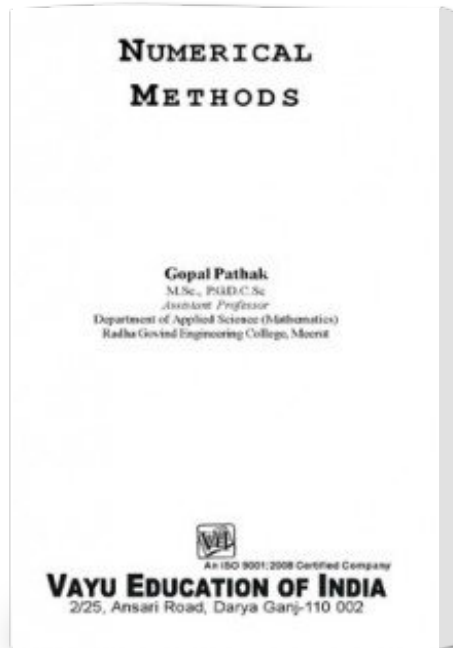 NUMERICAL
METHODS
Gopal Pathak
M.Sc., P.G.D.C.Sc
Assistant Professor
Department of Applied Science (Mathematics)
Radha Govind Engineering College, Meerut
VEI
An ISO 9001:2008 Certified Company
VAYU EDUCATION OF INDIA
2/25, Ansari Road, Darya Ganj-110 002